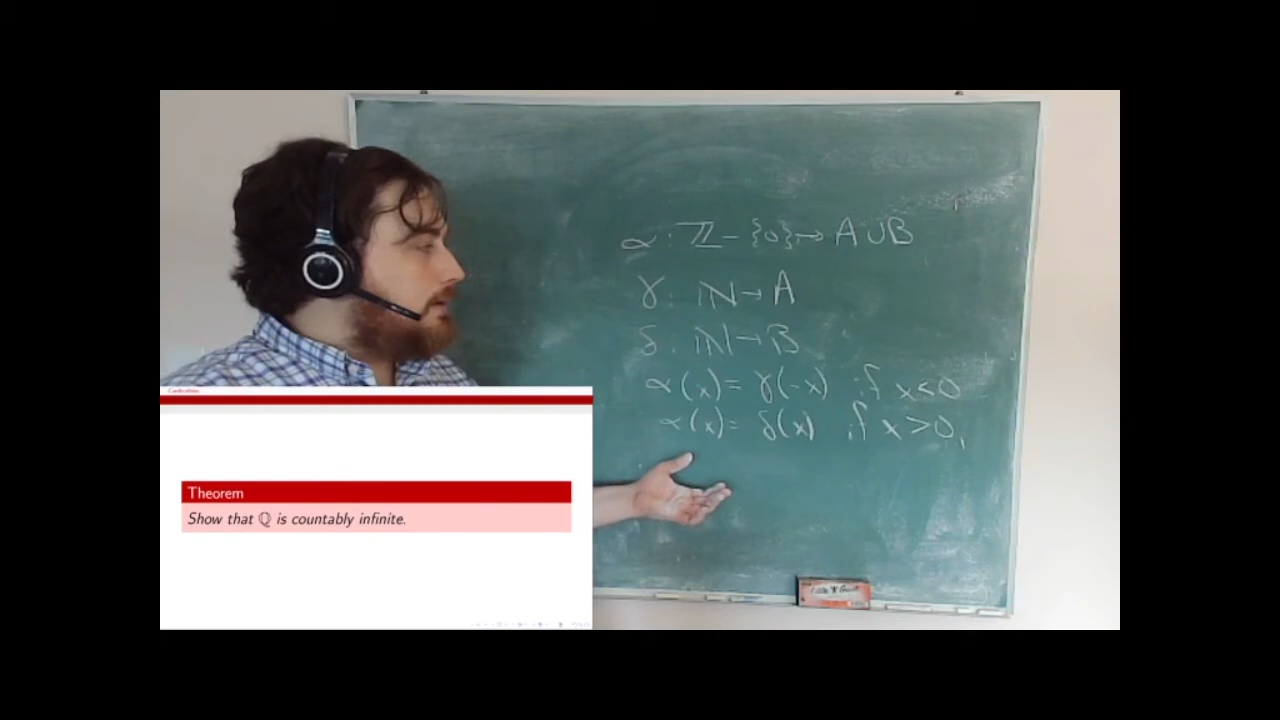 α : ℤ - {0} → A ∪ B
γ : ℕ → A
δ : ℕ → B
α(x) = γ(-x) if x < 0
α(x) = δ(x) if x > 0,
Theorem
Show that ℚ is countably infinite.